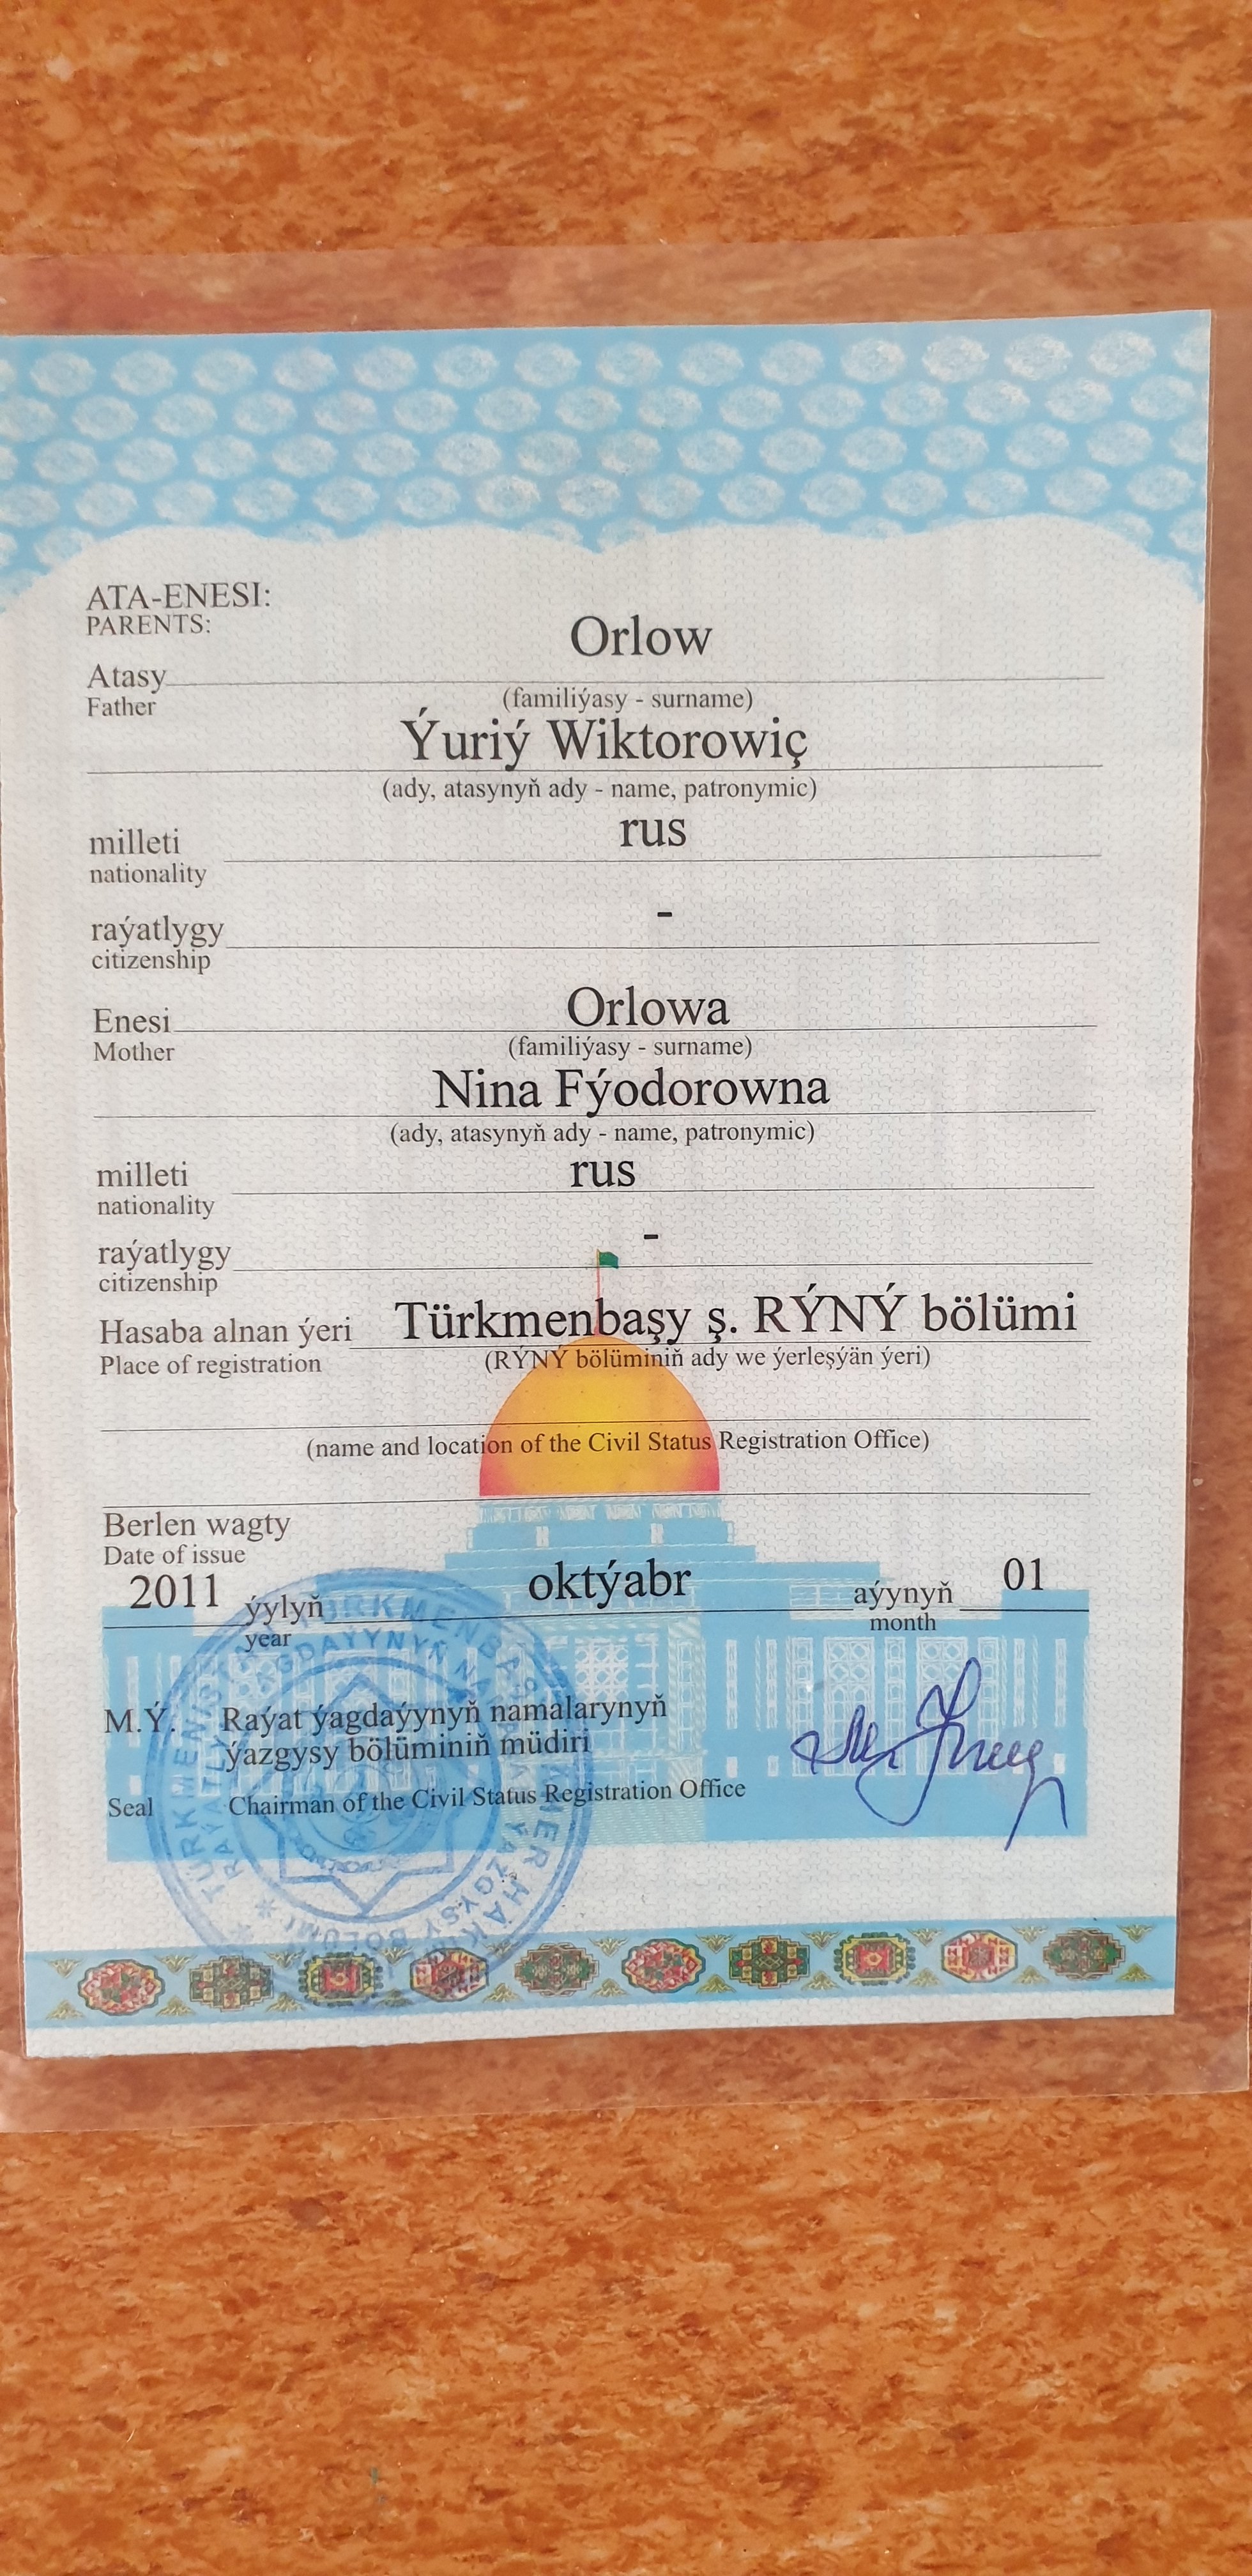 ATA-ENESI:
PARENTS:
Orlow
Atasy
Father
(familiýasy - surname)
Ýuriý Wiktorowiç
(ady, atasynyň ady - name, patronymic)
milleti
rus
nationality
-
raýatlygy
citizenship
Orlowa
Enesi
Mother
(familiýasy - surname)
Nina Fýodorowna
(ady, atasynyň ady - name, patronymic)
milleti
rus
nationality
-
raýatlygy
citizenship
Hasaba alnan ýeri Türkmenbaşy ş. RÝNÝ bölümi
Place of registration (RÝNÝ bölüminiň ady we ýerleşýän ýeri)
(name and location of the Civil Status Registration Office)
Berlen wagty
Date of issue
2011 ýylyň oktýabr aýynyň 01
year month
M.Ý. Raýat ýagdaýynyň namalarynyň
ýazgysy bölüminiň müdiri
Seal Chairman of the Civil Status Registration Office